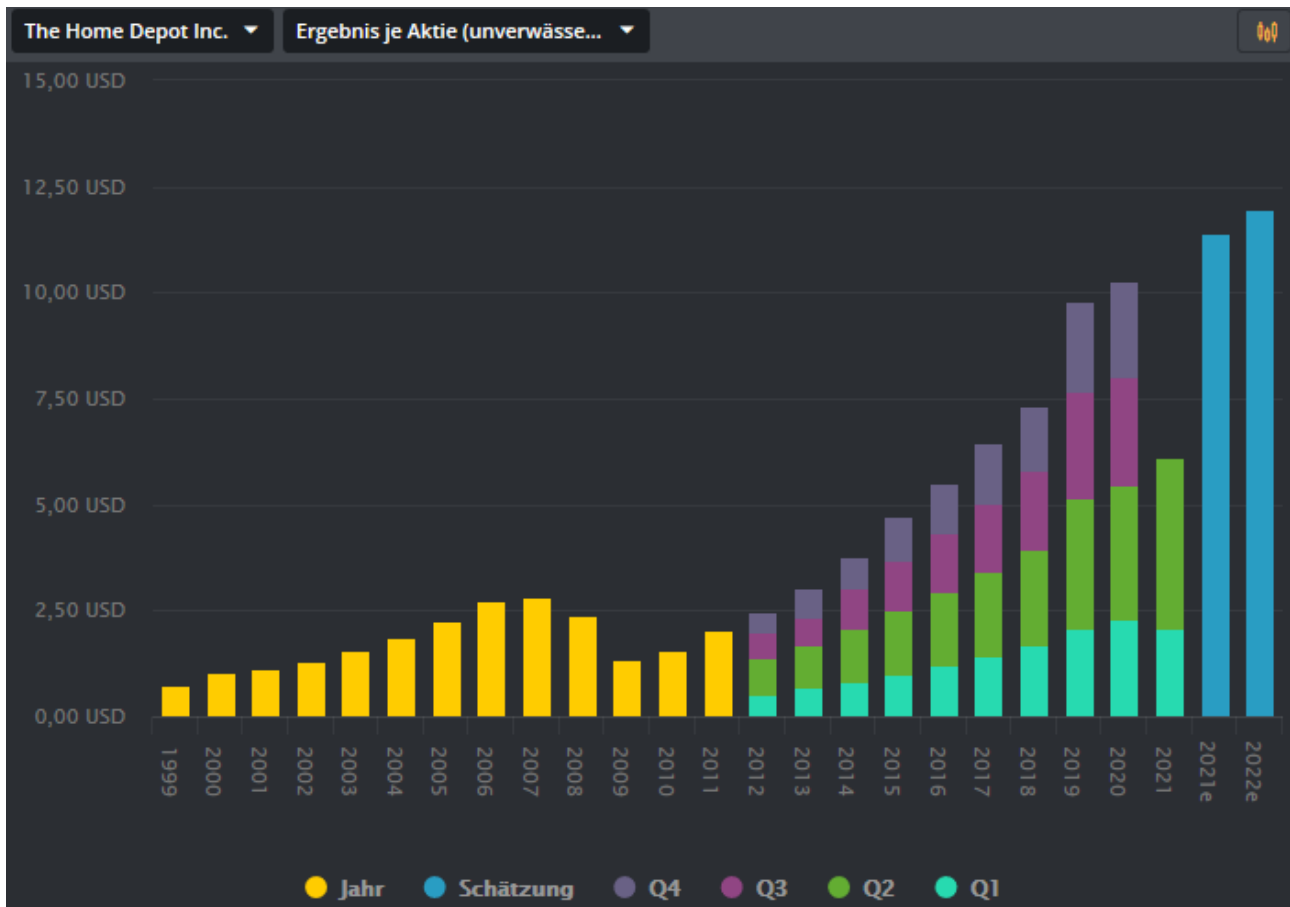 The Home Depot Inc. Ergebnis je Aktie (unverwässe...
15,00 USD
12,50 USD
10,00 USD
7,50 USD
5,00 USD
2,50 USD
0,00 USD
1999 2000 2001 2002 2003 2004 2005 2006 2007 2008 2009 2010 2011 2012 2013 2014 2015 2016 2017 2018 2019 2020 2021 2021e 2022e
Jahr Schätzung Q4 Q3 Q2 Q1